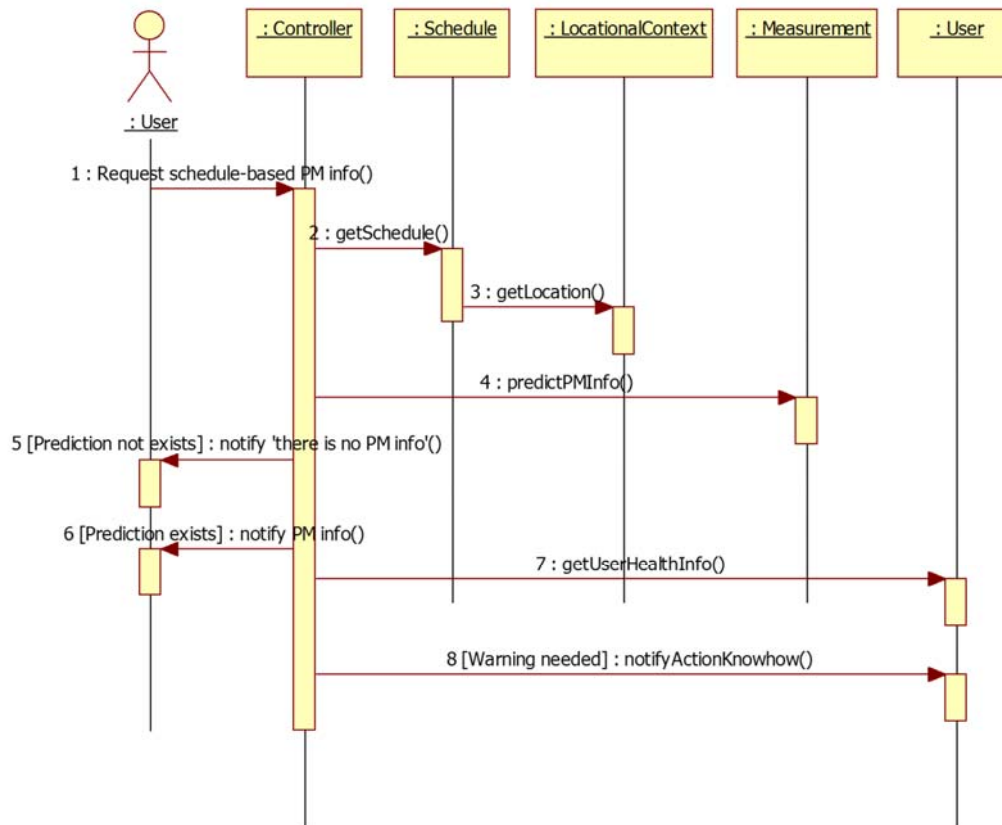 : Controller
: Schedule
: LocationalContext
: Measurement
: User
: User
1 : Request schedule-based PM info()
2 : getSchedule()
3 : getLocation()
4 : predictPMInfo()
5 [Prediction not exists] : notify 'there is no PM info'()
6 [Prediction exists] : notify PM info()
7 : getUserHealthInfo()
8 [Warning needed] : notifyActionKnowhow()